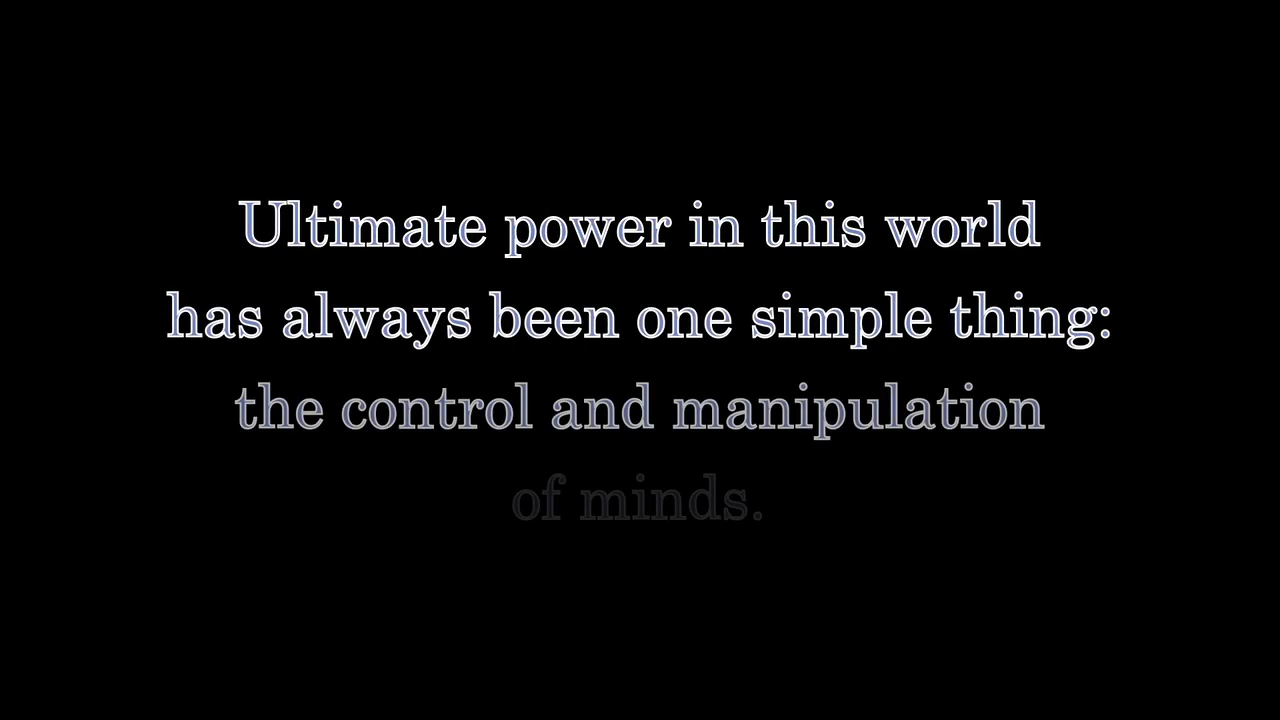 Ultimate power in this world
has always been one simple thing:
the control and manipulation
of minds.